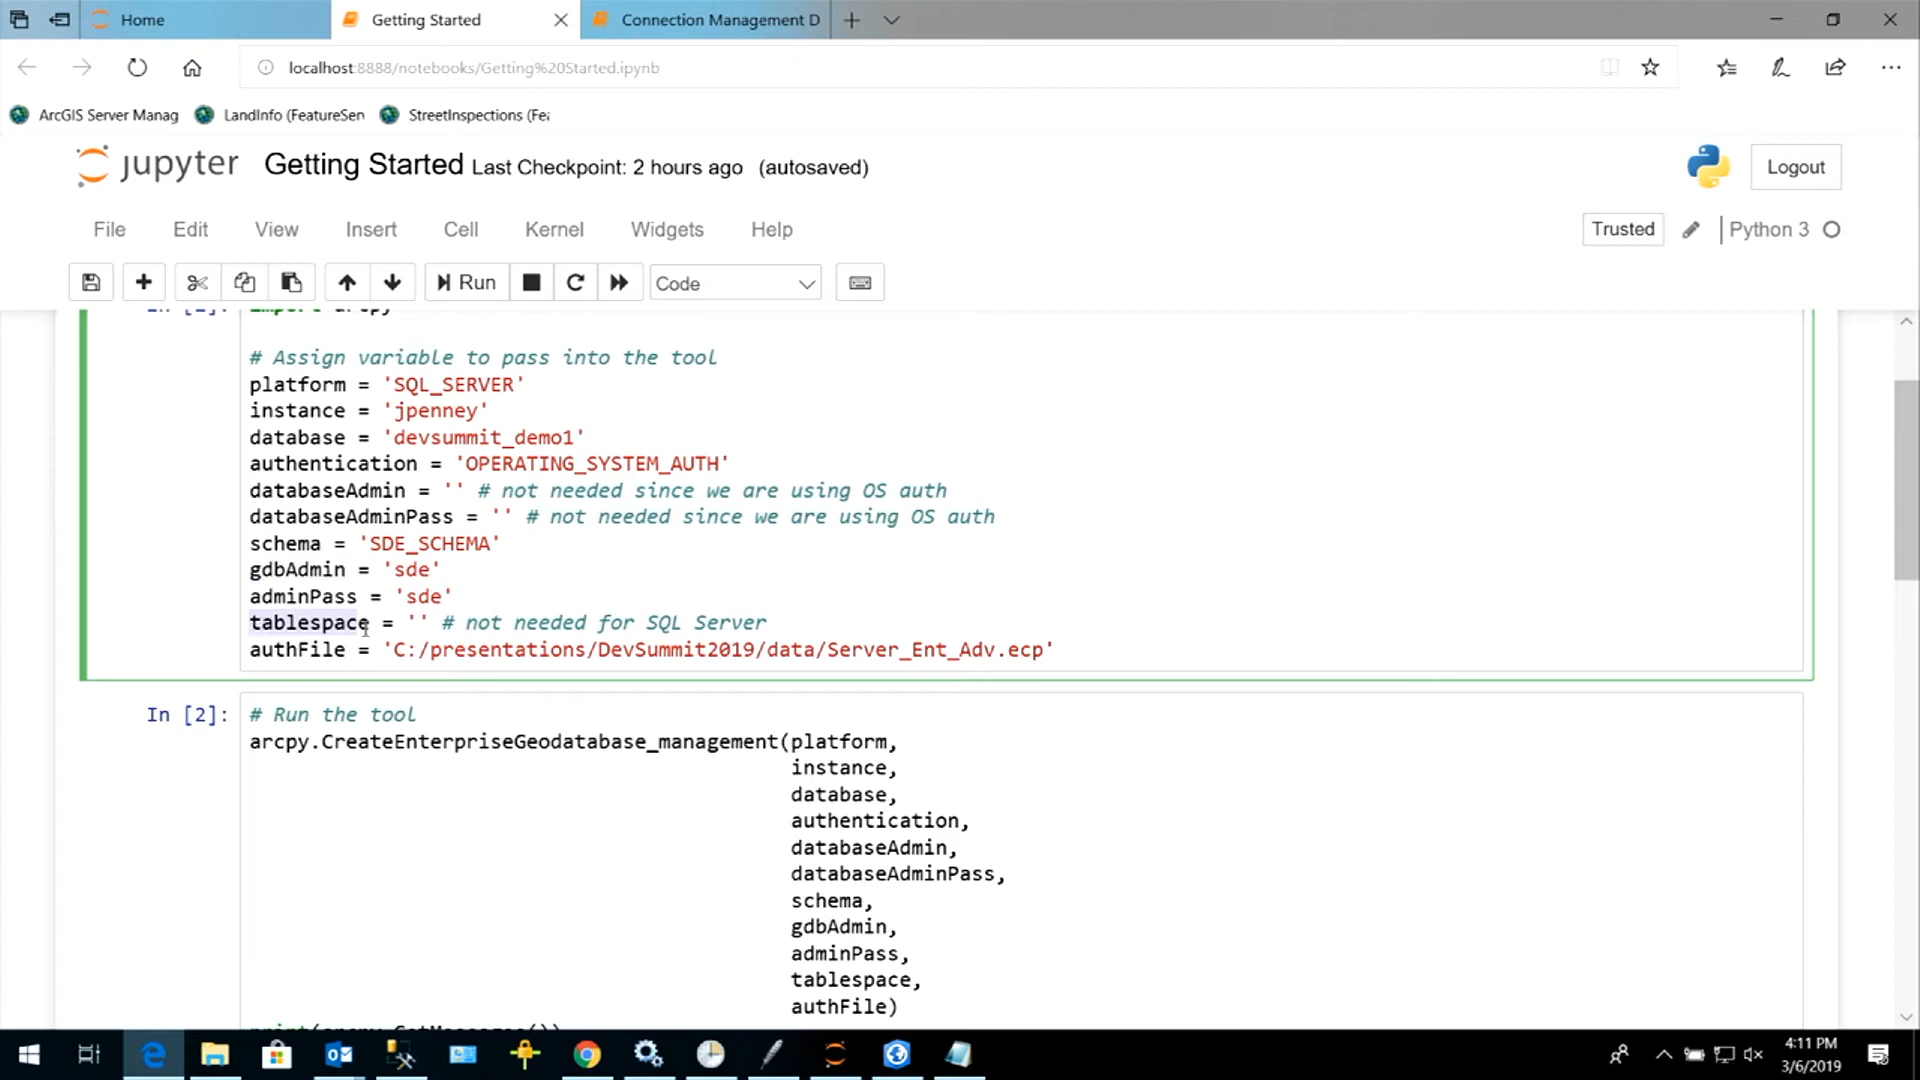 Home
Getting Started
Connection Management D
localhost:8888/notebooks/Getting%20Started.ipynb
ArcGIS Server Manag
LandInfo (FeatureSen
StreetInspections (Fea
jupyter
Getting Started Last Checkpoint: 2 hours ago (autosaved)
Logout
File Edit View Insert Cell Kernel Widgets Help
Trusted
Python 3
Run
Code
# Assign variable to pass into the tool
platform = 'SQL_SERVER'
instance = 'jpenney'
database = 'devsummit_demo1'
authentication = 'OPERATING_SYSTEM_AUTH'
databaseAdmin = '' # not needed since we are using OS auth
databaseAdminPass = '' # not needed since we are using OS auth
schema = 'SDE_SCHEMA'
gdbAdmin = 'sde'
adminPass = 'sde'
tablespace = '' # not needed for SQL Server
authFile = 'C:/presentations/DevSummit2019/data/Server_Ent_Adv.ecp'
In [2]:
# Run the tool
arcpy.CreateEnterpriseGeodatabase_management(platform,
instance,
database,
authentication,
databaseAdmin,
databaseAdminPass,
schema,
gdbAdmin,
adminPass,
tablespace,
authFile)
4:11 PM
3/6/2019